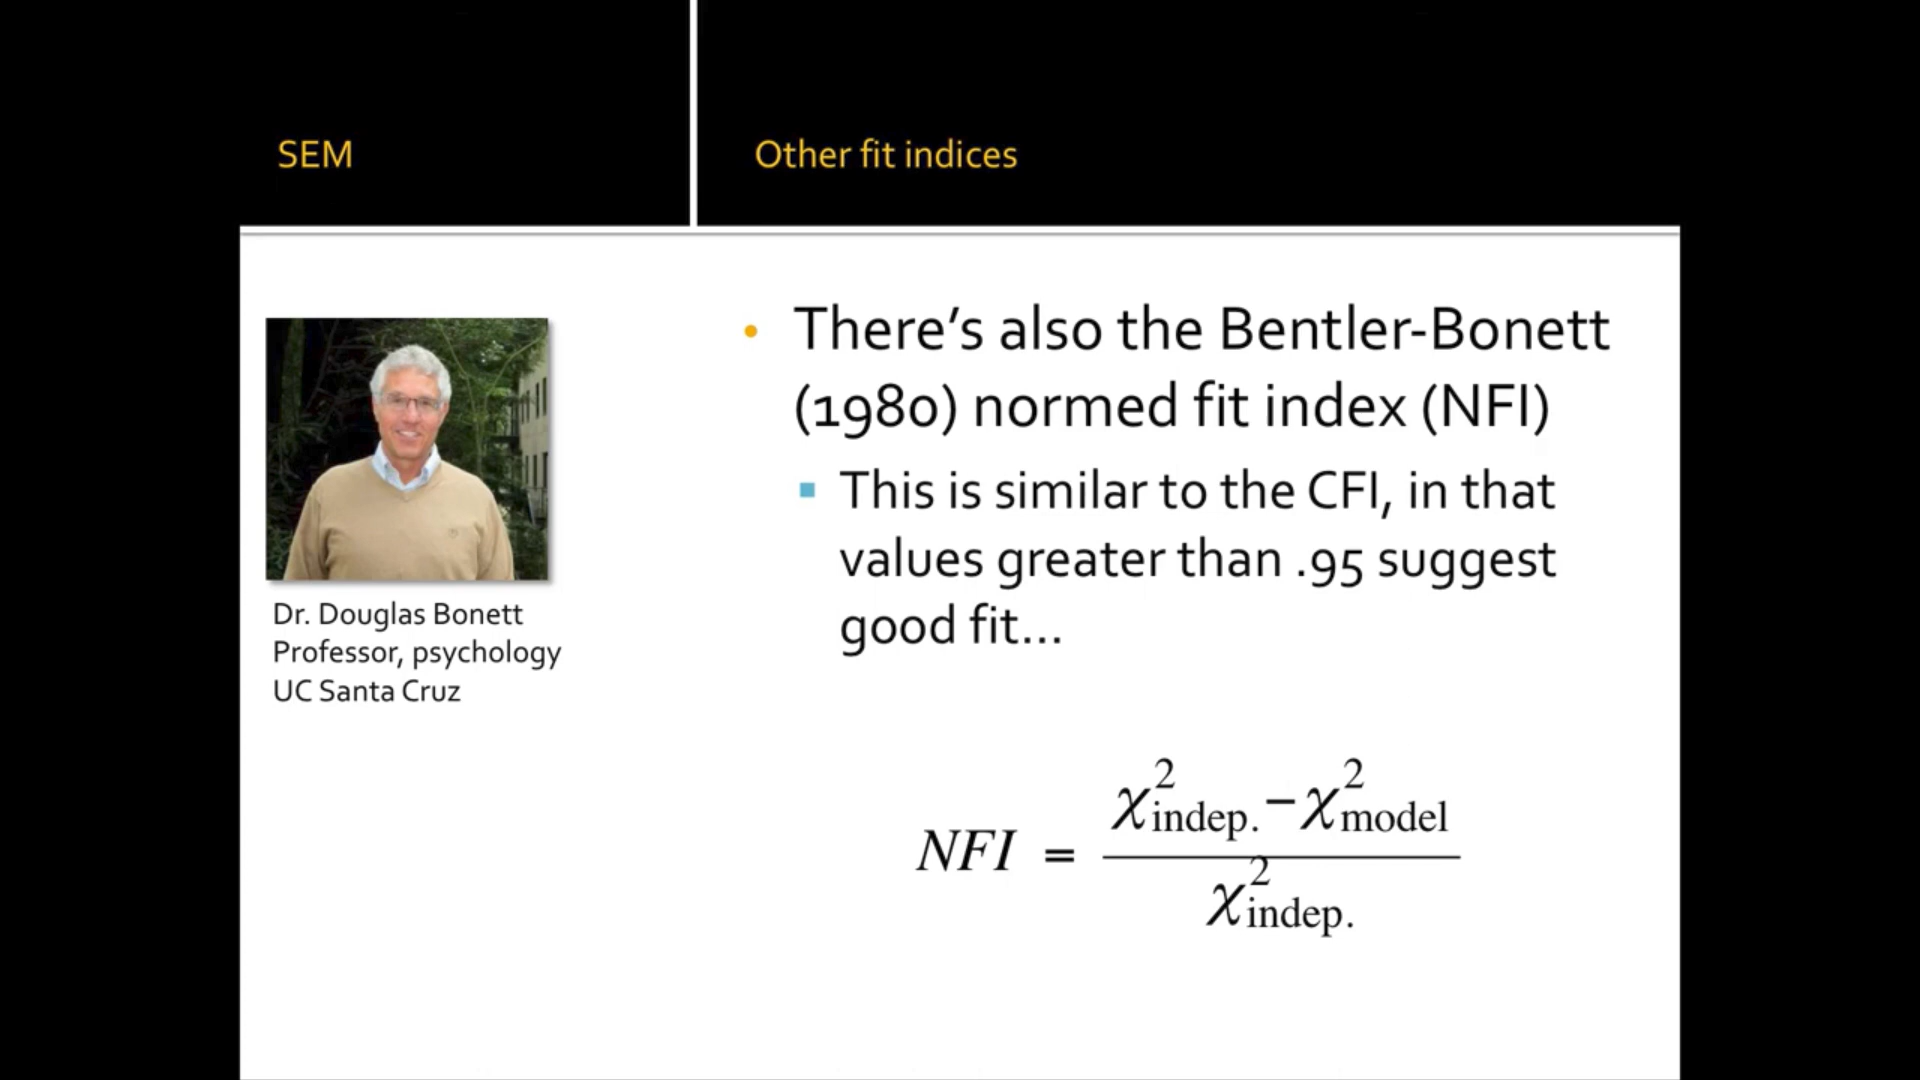 SEM
Other fit indices
Dr. Douglas Bonett
Professor, psychology
UC Santa Cruz
• There’s also the Bentler-Bonett
(1980) normed fit index (NFI)
▪ This is similar to the CFI, in that
values greater than .95 suggest
good fit...
NFI = (χ²indep. − χ²model) / χ²indep.